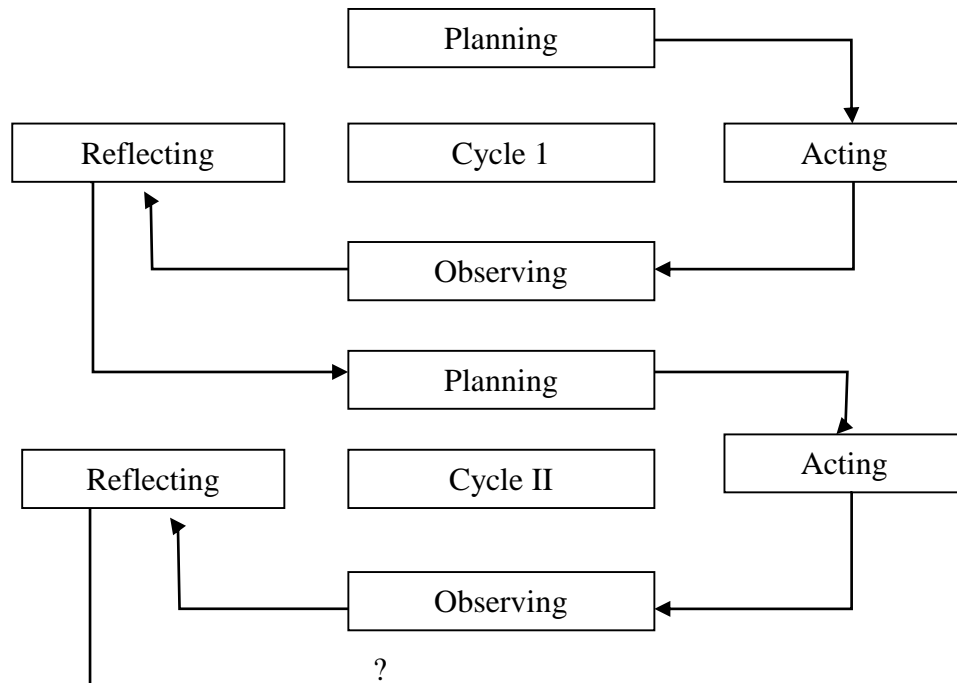 Planning
Reflecting
Cycle 1
Acting
Observing
Planning
Reflecting
Cycle II
Acting
Observing
?